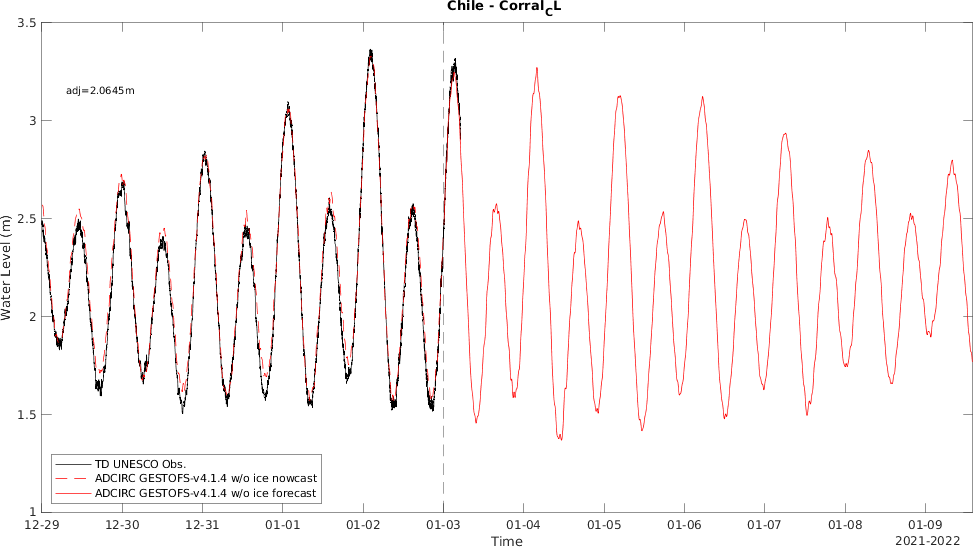 Chile - Corral_CL
3.5
adj=2.0645m
3
2.5
Water Level (m)
2
1.5
TD UNESCO Obs.
ADCIRC GESTOFS-v4.1.4 w/o ice nowcast
ADCIRC GESTOFS-v4.1.4 w/o ice forecast
1
12-29 12-30 12-31 01-01 01-02 01-03 01-04 01-05 01-06 01-07 01-08 01-09
Time
2021-2022